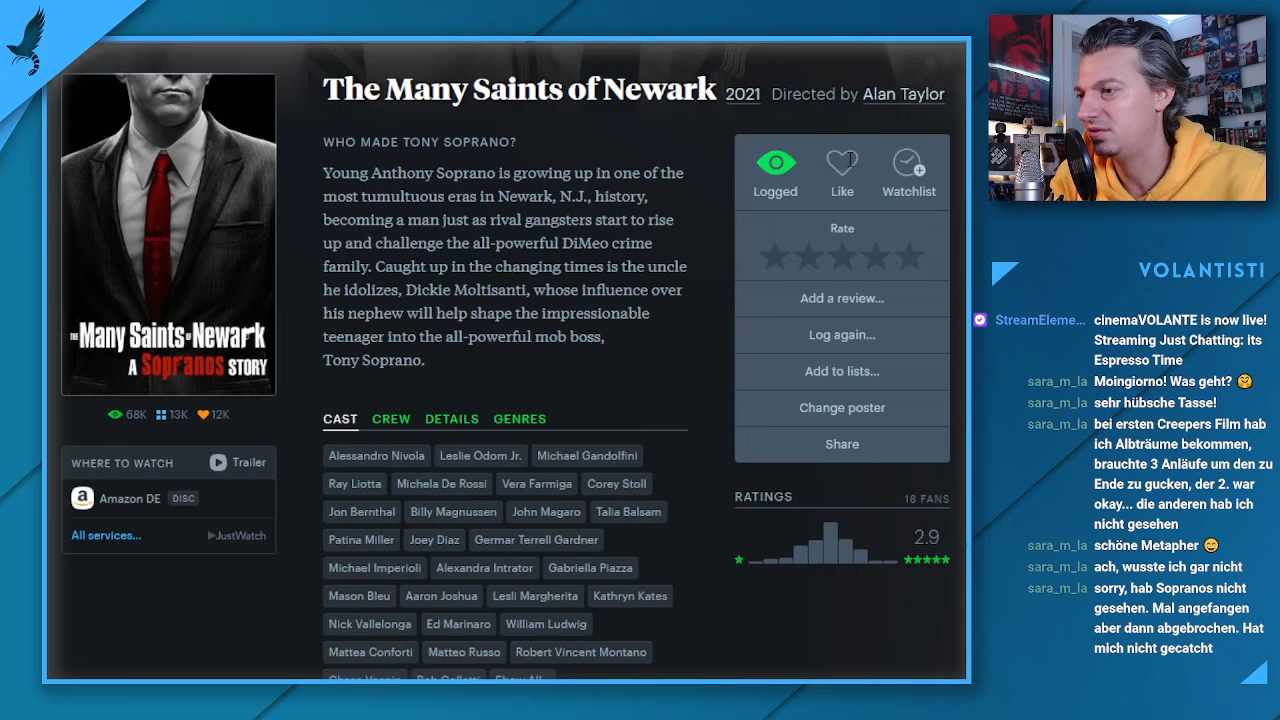 The Many Saints of Newark 2021 Directed by Alan Taylor
WHO MADE TONY SOPRANO?
Young Anthony Soprano is growing up in one of the
most tumultuous eras in Newark, N.J., history,
becoming a man just as rival gangsters start to rise
up and challenge the all-powerful DiMeo crime
family. Caught up in the changing times is the uncle
he idolizes, Dickie Moltisanti, whose influence over
his nephew will help shape the impressionable
teenager into the all-powerful mob boss,
Tony Soprano.
THE Many Saints OF Newark
A Sopranos STORY
68K 13K 12K
WHERE TO WATCH Trailer
Amazon DE DISC
All services... JustWatch
CAST CREW DETAILS GENRES
Alessandro Nivola Leslie Odom Jr. Michael Gandolfini
Ray Liotta Michela De Rossi Vera Farmiga Corey Stoll
Jon Bernthal Billy Magnussen John Magaro Talia Balsam
Patina Miller Joey Diaz Germar Terrell Gardner
Michael Imperioli Alexandra Intrator Gabriella Piazza
Mason Bleu Aaron Joshua Lesli Margherita Kathryn Kates
Nick Vallelonga Ed Marinaro William Ludwig
Mattea Conforti Matteo Russo Robert Vincent Montano
Show All...
Logged Like Watchlist
Rate
Add a review...
Log again...
Add to lists...
Change poster
Share
RATINGS 18 FANS
2.9
VOLANTISTI
StreamEleme... cinemaVOLANTE is now live!
Streaming Just Chatting: its
Espresso Time
sara_m_la Moingiorno! Was geht? 🤗
sara_m_la sehr hübsche Tasse!
sara_m_la bei ersten Creepers Film hab
ich Albträume bekommen,
brauchte 3 Anläufe um den zu
Ende zu gucken, der 2. war
okay... die anderen hab ich
nicht gesehen
sara_m_la schöne Metapher 😄
sara_m_la ach, wusste ich gar nicht
sara_m_la sorry, hab Sopranos nicht
gesehen. Mal angefangen
aber dann abgebrochen. Hat
mich nicht gecatcht